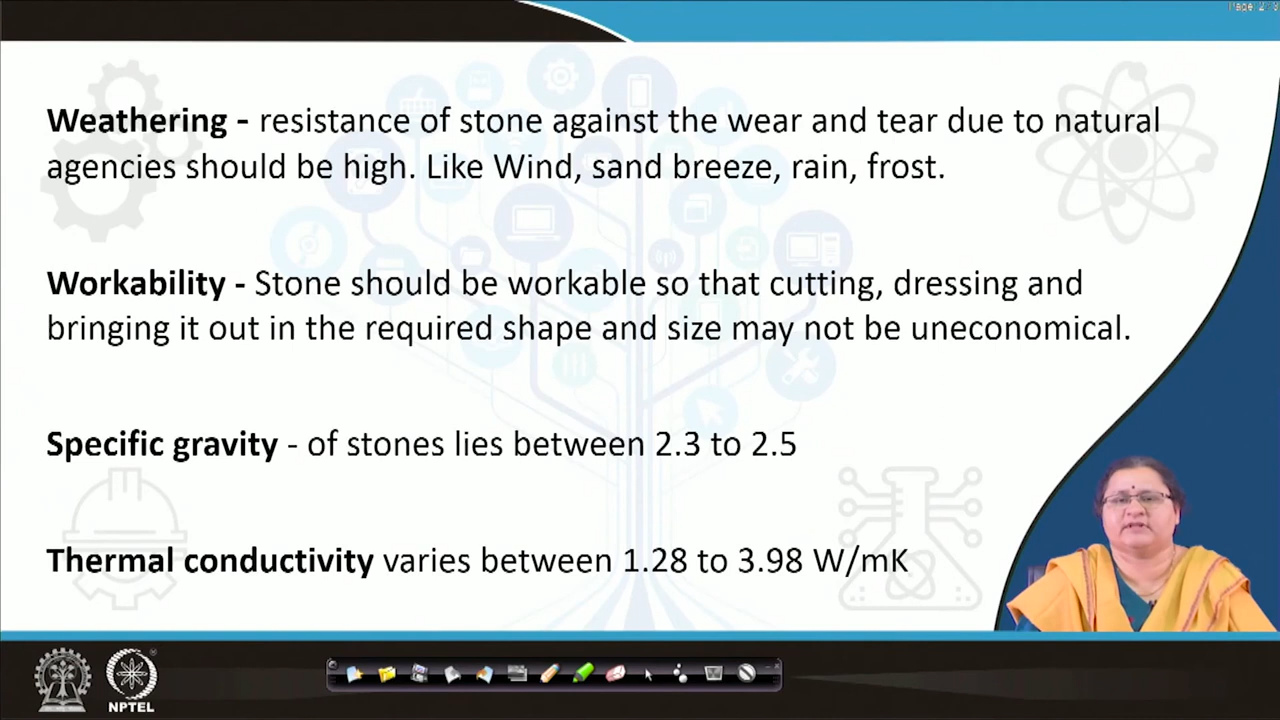 Weathering - resistance of stone against the wear and tear due to natural
agencies should be high. Like Wind, sand breeze, rain, frost.
Workability - Stone should be workable so that cutting, dressing and
bringing it out in the required shape and size may not be uneconomical.
Specific gravity - of stones lies between 2.3 to 2.5
Thermal conductivity varies between 1.28 to 3.98 W/mK
NPTEL